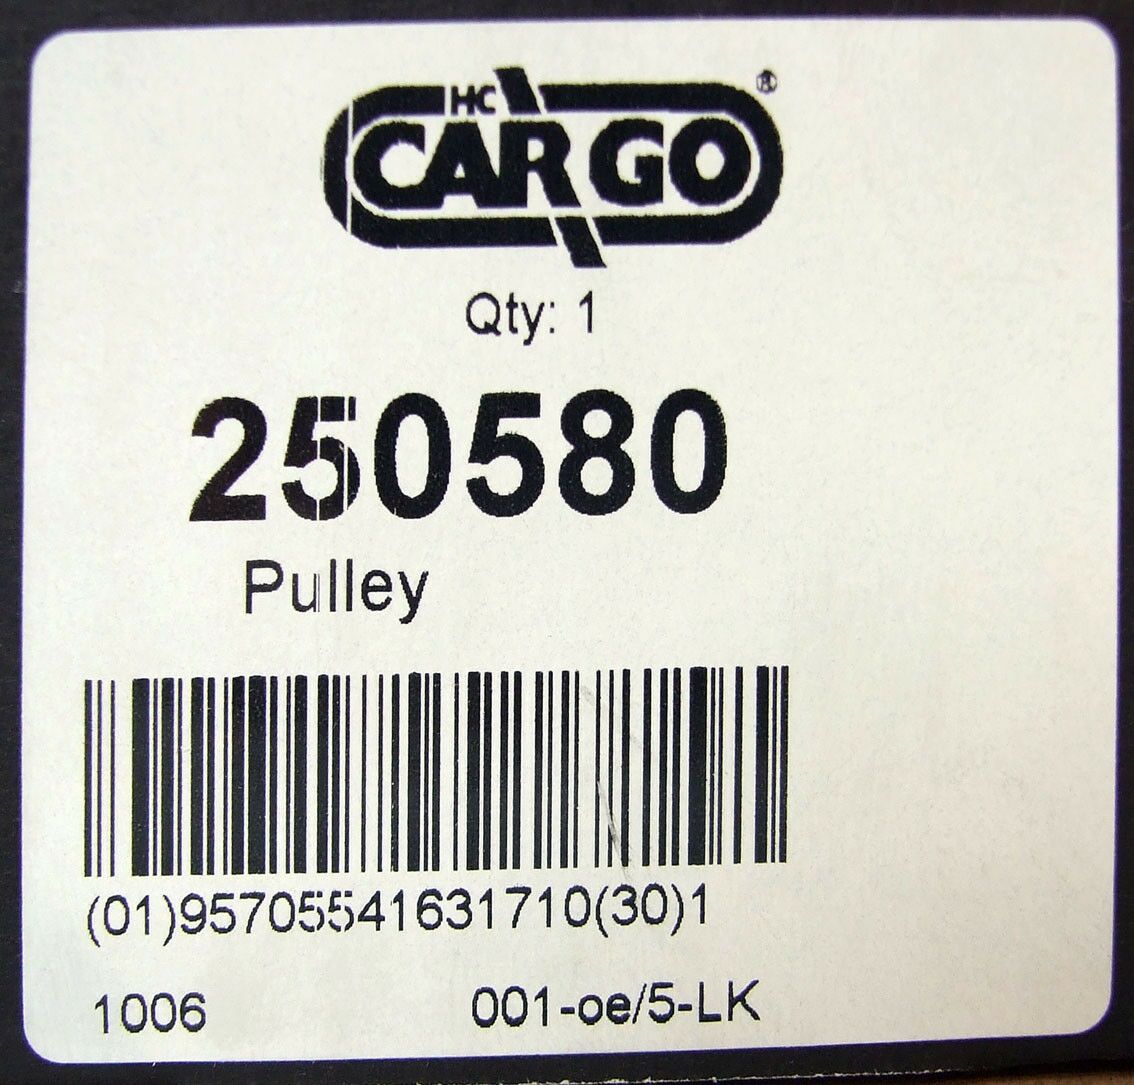 HC
CARGO®
Qty: 1
250580
Pulley
(01)95705541631710(30)1
1006
001-oe/5-LK